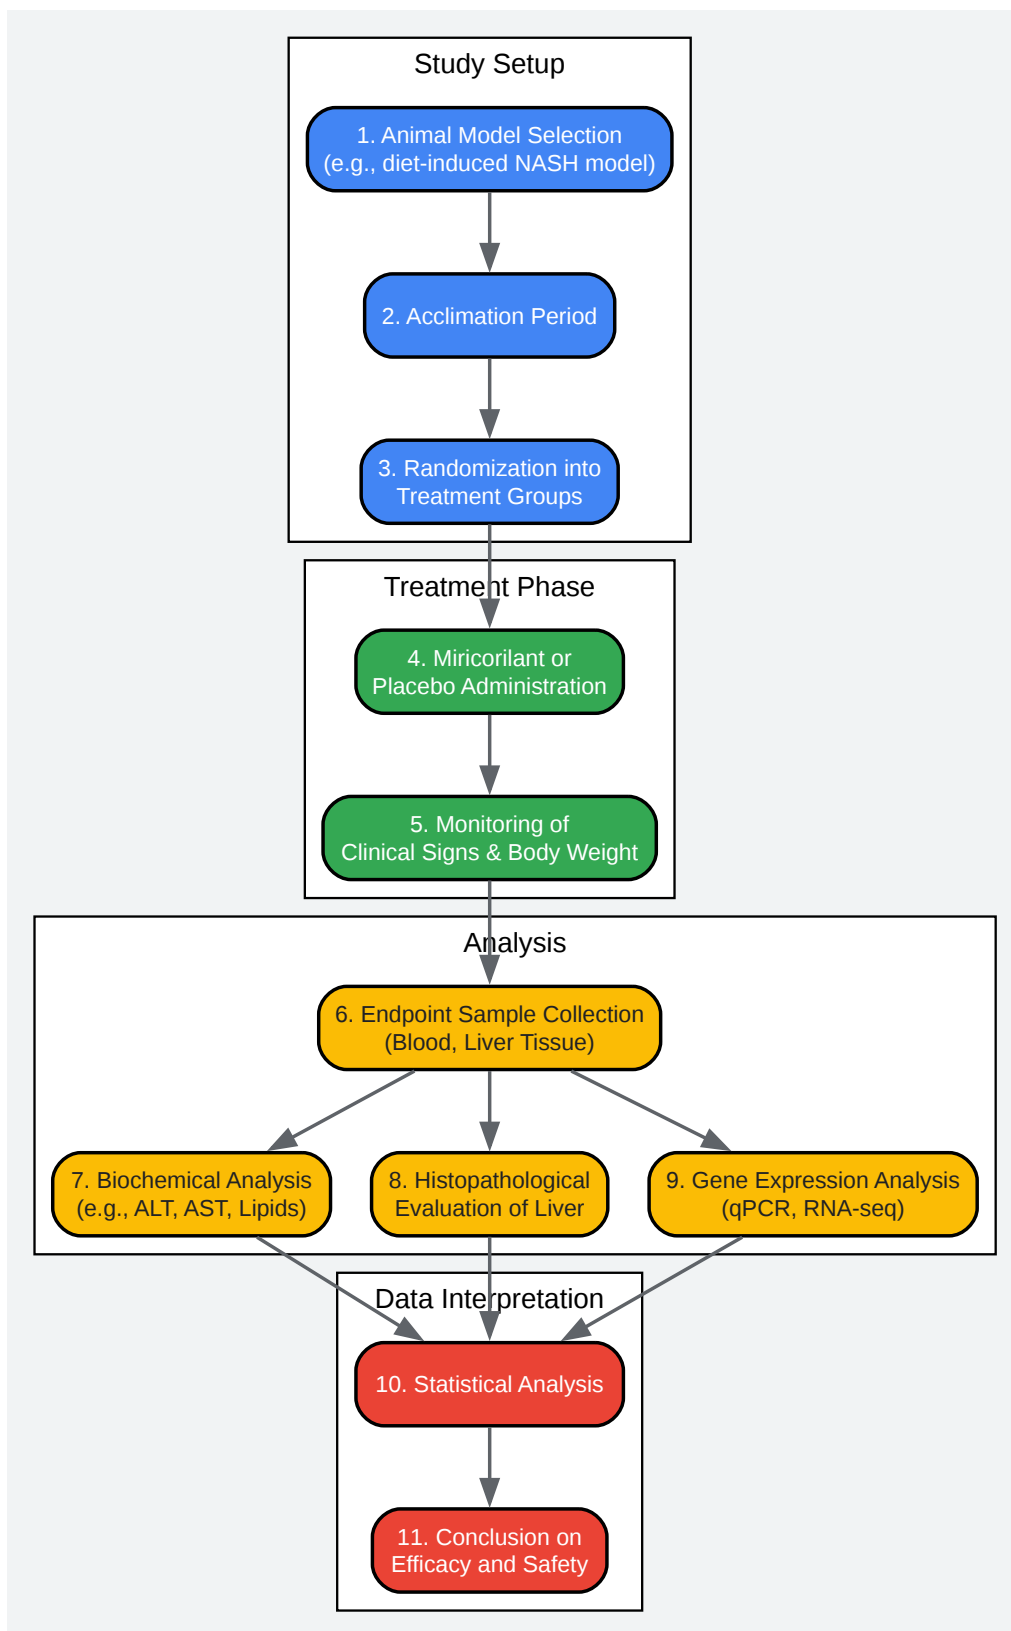 Study Setup
1. Animal Model Selection
(e.g., diet-induced NASH model)
2. Acclimation Period
3. Randomization into
Treatment Groups
Treatment Phase
4. Miricorilant or
Placebo Administration
5. Monitoring of
Clinical Signs & Body Weight
Analysis
6. Endpoint Sample Collection
(Blood, Liver Tissue)
7. Biochemical Analysis
(e.g., ALT, AST, Lipids)
8. Histopathological
Evaluation of Liver
9. Gene Expression Analysis
(qPCR, RNA-seq)
Data Interpretation
10. Statistical Analysis
11. Conclusion on
Efficacy and Safety